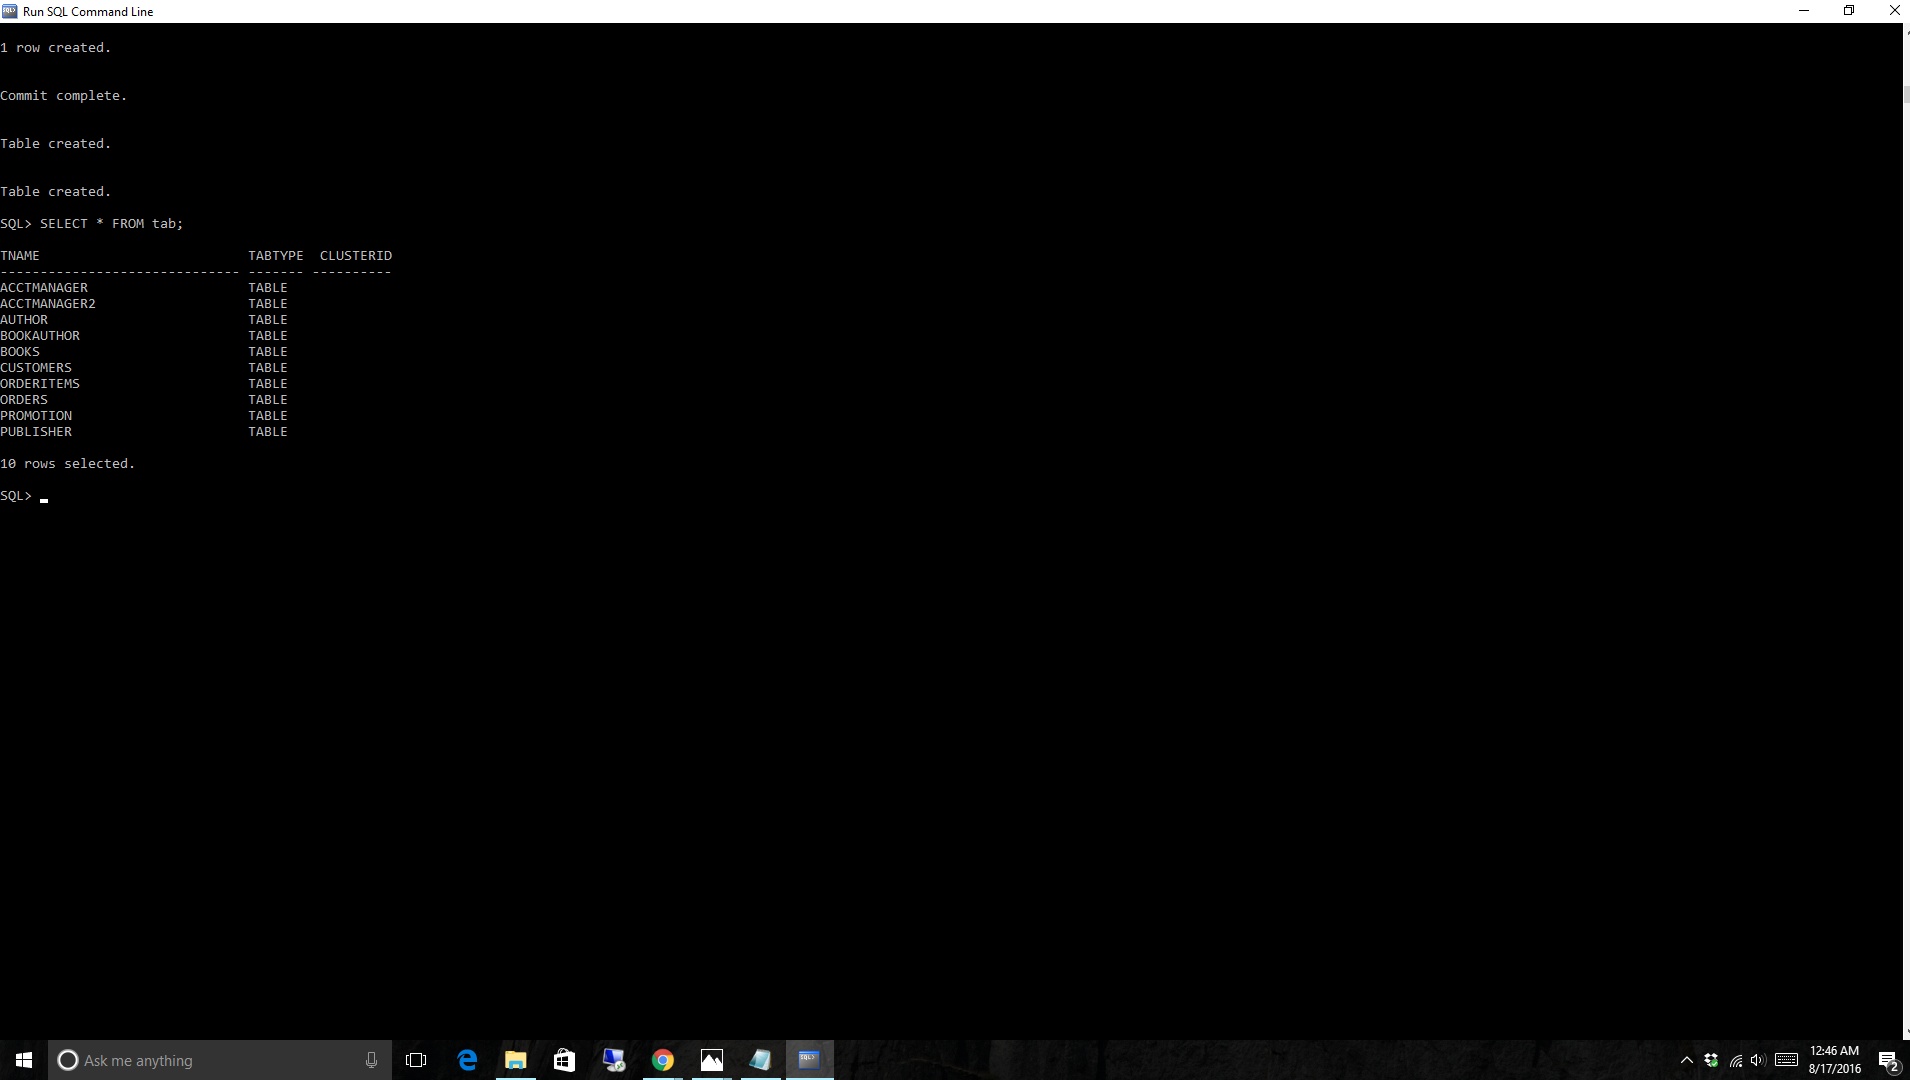 Run SQL Command Line
1 row created.
Commit complete.
Table created.
Table created.
SQL> SELECT * FROM tab;
TNAME                          TABTYPE  CLUSTERID
------------------------------ ------- ----------
ACCTMANAGER                    TABLE
ACCTMANAGER2                   TABLE
AUTHOR                         TABLE
BOOKAUTHOR                     TABLE
BOOKS                          TABLE
CUSTOMERS                      TABLE
ORDERITEMS                     TABLE
ORDERS                         TABLE
PROMOTION                      TABLE
PUBLISHER                      TABLE
10 rows selected.
SQL> _
Ask me anything
12:46 AM
8/17/2016
2